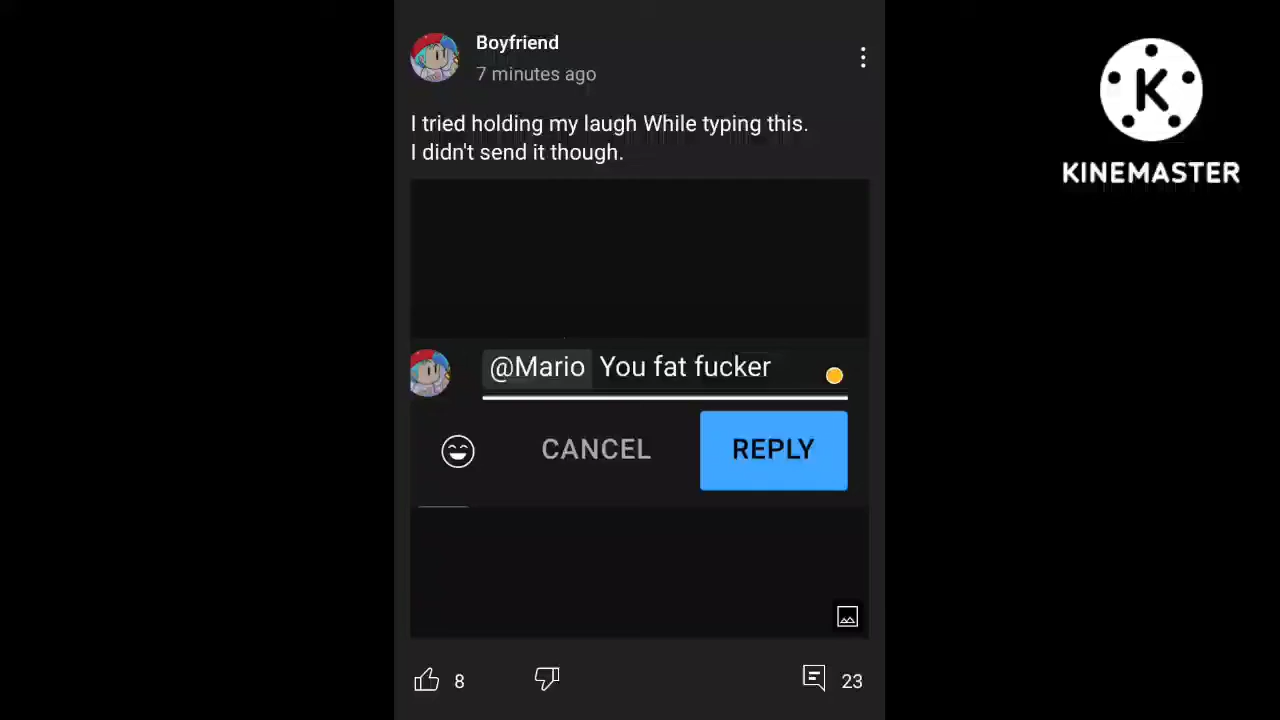 Boyfriend
7 minutes ago
I tried holding my laugh While typing this.
I didn't send it though.
@Mario You fat fucker
CANCEL REPLY
8 23
K
KINEMASTER